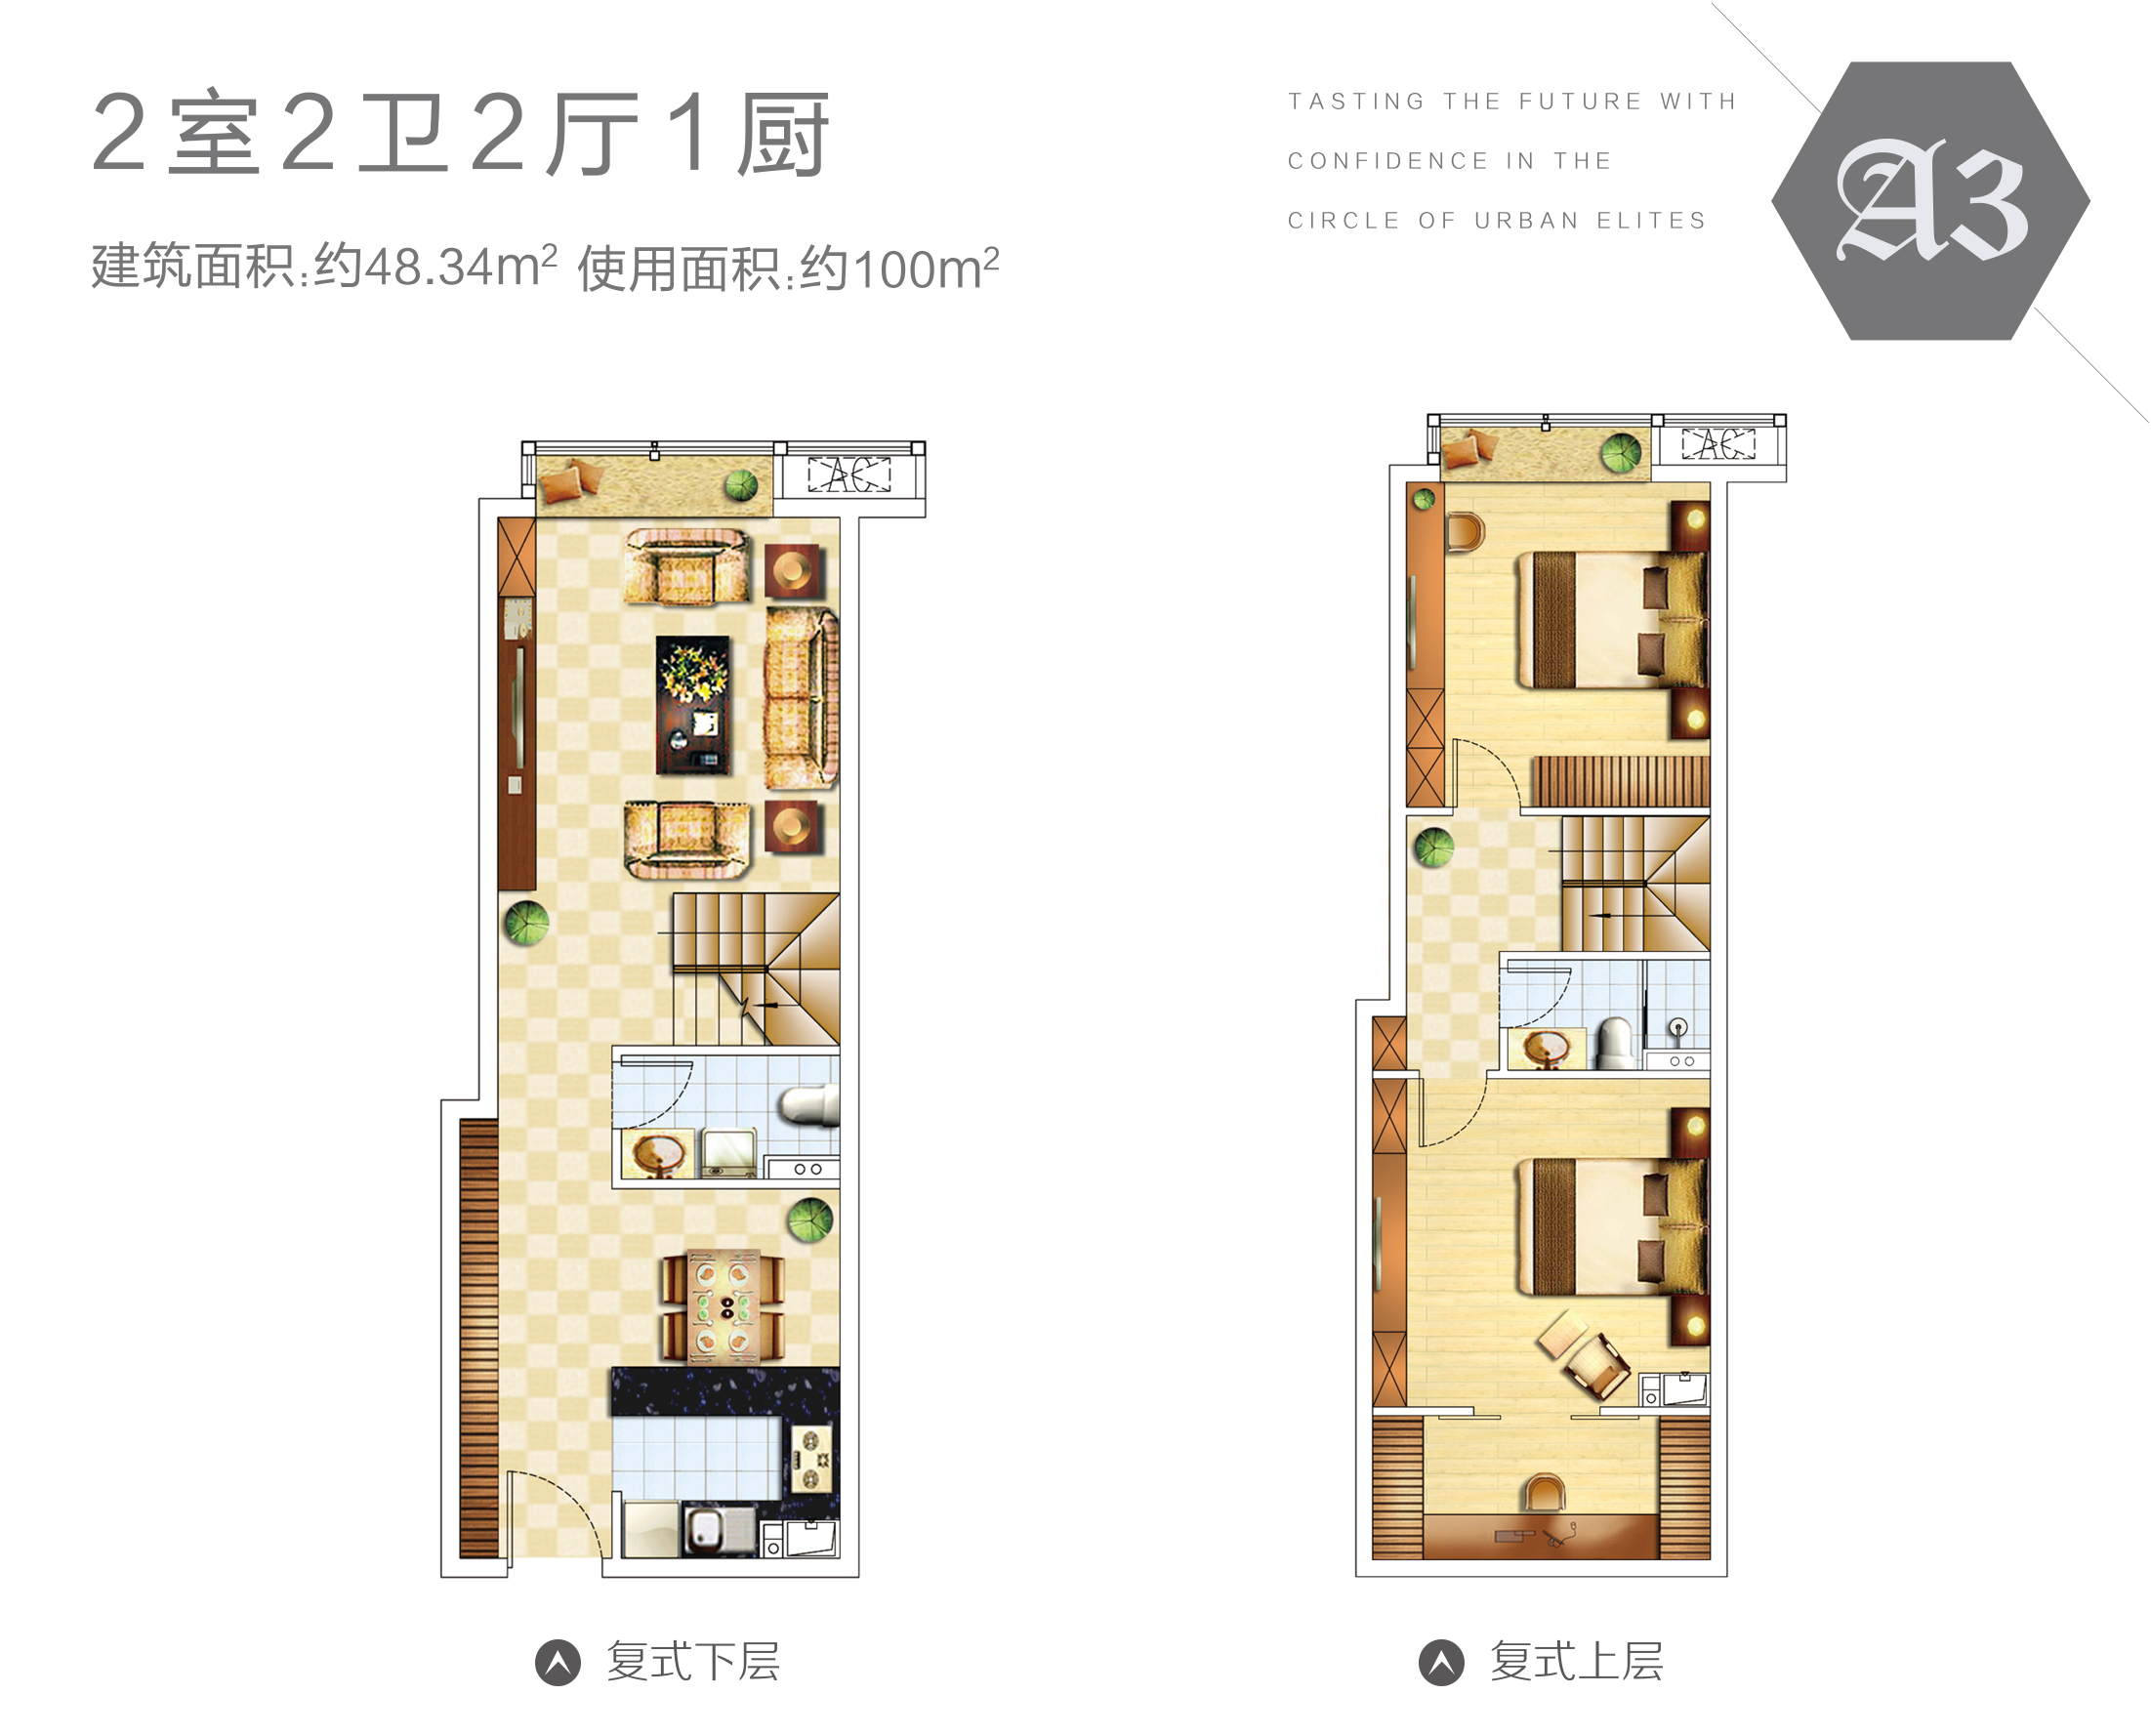 2室2卫2厅1厨
建筑面积:约48.34m² 使用面积:约100m²
TASTING THE FUTURE WITH
CONFIDENCE IN THE
CIRCLE OF URBAN ELITES
A3
AC
AC
复式下层
复式上层